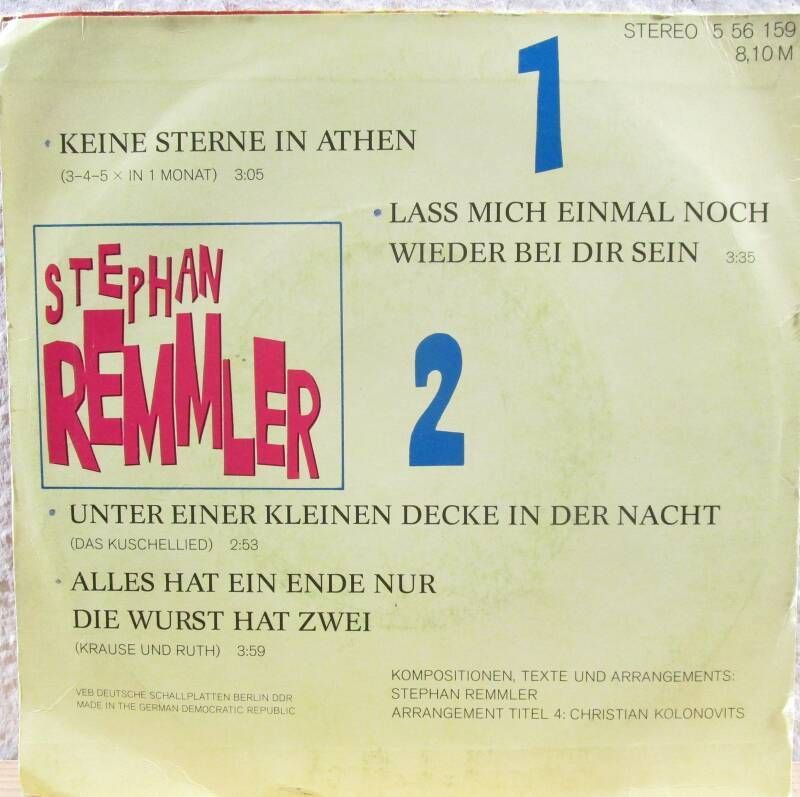 STEREO 5 56 159
8,10 M
1
• KEINE STERNE IN ATHEN
(3–4–5 × IN 1 MONAT) 3:05
• LASS MICH EINMAL NOCH
WIEDER BEI DIR SEIN 3:35
STEPHAN
REMMLER
2
• UNTER EINER KLEINEN DECKE IN DER NACHT
(DAS KUSCHELLIED) 2:53
• ALLES HAT EIN ENDE NUR
DIE WURST HAT ZWEI
(KRAUSE UND RUTH) 3:59
KOMPOSITIONEN, TEXTE UND ARRANGEMENTS:
STEPHAN REMMLER
ARRANGEMENT TITEL 4: CHRISTIAN KOLONOVITS
VEB DEUTSCHE SCHALLPLATTEN BERLIN DDR
MADE IN THE GERMAN DEMOCRATIC REPUBLIC